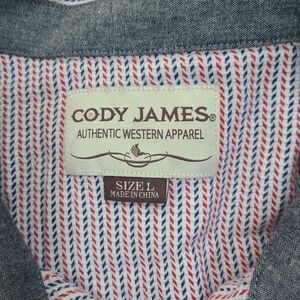 CODY JAMES®
AUTHENTIC WESTERN APPAREL
SIZE L
MADE IN CHINA